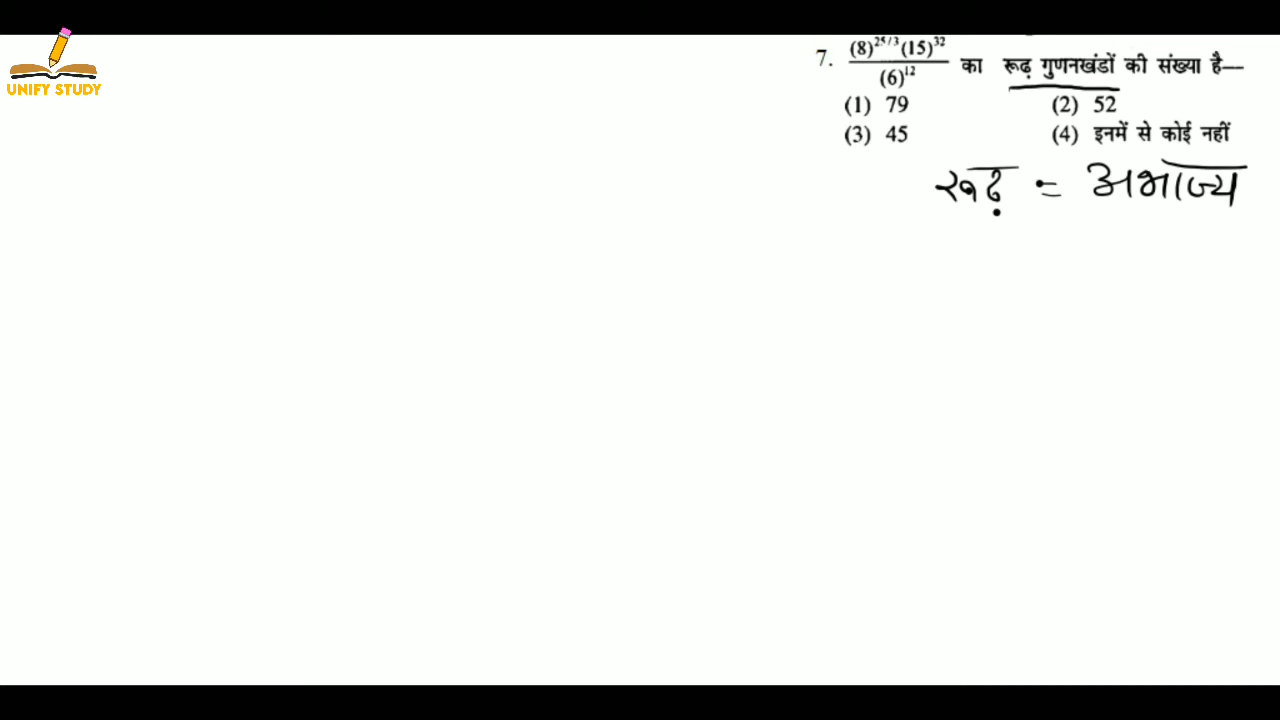 UNIFY STUDY
7. (8)^25/3 (15)^32 / (6)^12 का रूढ़ गुणनखंडों की संख्या है—
(1) 79 (2) 52
(3) 45 (4) इनमें से कोई नहीं
रूढ़ = अभाज्य